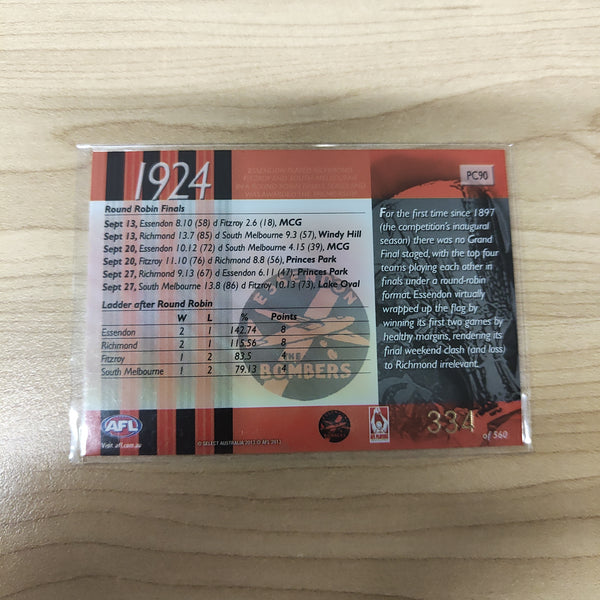 1924
PC90
Round Robin Finals
Sept 13, Essendon 8.10 (58) d Fitzroy 2.6 (18), MCG
Sept 13, Richmond 13.7 (85) d South Melbourne 9.3 (57), Windy Hill
Sept 20, Essendon 10.12 (72) d South Melbourne 4.15 (39), MCG
Sept 20, Fitzroy 11.10 (76) d Richmond 8.8 (56), Princes Park
Sept 27, Richmond 9.13 (67) d Essendon 6.11 (47), Princes Park
Sept 27, South Melbourne 13.8 (86) d Fitzroy 10.13 (73), Lake Oval
Ladder after Round Robin
W L % Points
Essendon 2 1 142.74 8
Richmond 2 1 115.56 8
Fitzroy 1 2 83.5 4
South Melbourne 1 2 79.13 4
ESSENDON
THE
BOMBERS
For the first time since 1897
(the competition's inaugural
season) there was no Grand
Final staged, with the top four
teams playing each other in
finals under a round-robin
format. Essendon virtually
wrapped up the flag by
winning its first two games by
healthy margins, rendering its
final weekend clash (and loss)
to Richmond irrelevant.
334
of 560
AFL
Visit afl.com.au